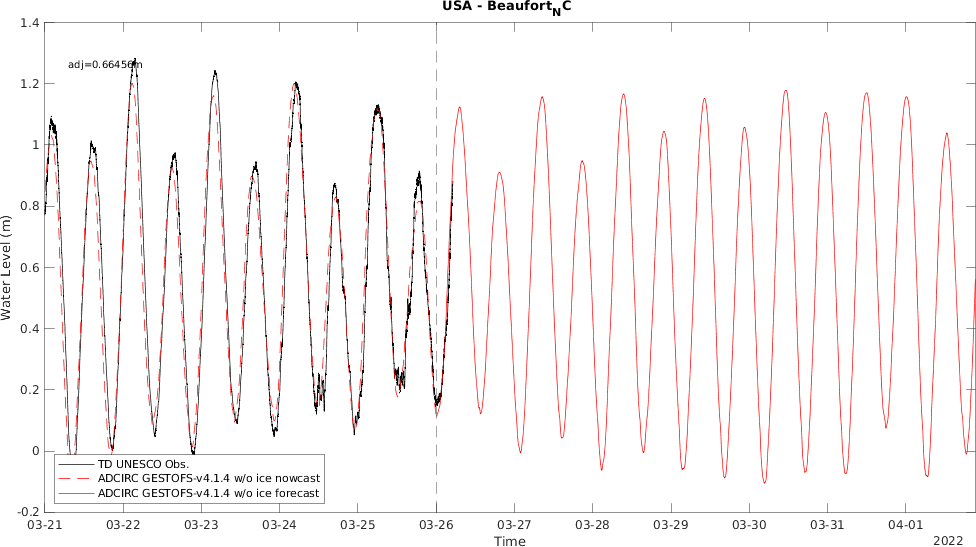 USA - Beaufort_NC
1.4
1.2
1
0.8
0.6
0.4
0.2
0
-0.2
Water Level (m)
adj=0.66456m
TD UNESCO Obs.
ADCIRC GESTOFS-v4.1.4 w/o ice nowcast
ADCIRC GESTOFS-v4.1.4 w/o ice forecast
03-21 03-22 03-23 03-24 03-25 03-26 03-27 03-28 03-29 03-30 03-31 04-01
Time
2022